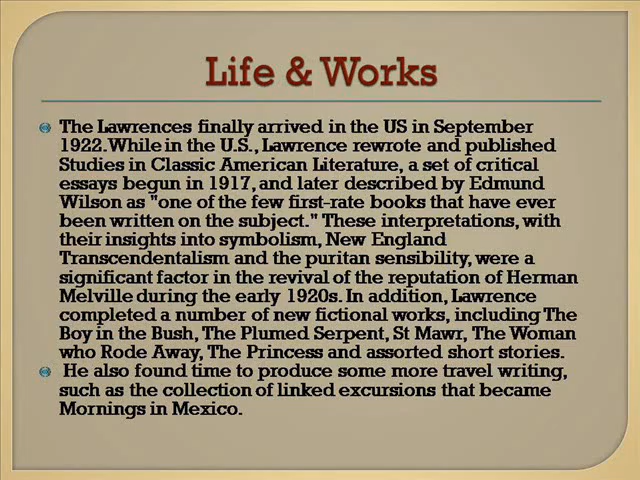 Life & Works
The Lawrences finally arrived in the US in September
1922. While in the U.S., Lawrence rewrote and published
Studies in Classic American Literature, a set of critical
essays begun in 1917, and later described by Edmund
Wilson as "one of the few first-rate books that have ever
been written on the subject." These interpretations, with
their insights into symbolism, New England
Transcendentalism and the puritan sensibility, were a
significant factor in the revival of the reputation of Herman
Melville during the early 1920s. In addition, Lawrence
completed a number of new fictional works, including The
Boy in the Bush, The Plumed Serpent, St Mawr, The Woman
who Rode Away, The Princess and assorted short stories.
He also found time to produce some more travel writing,
such as the collection of linked excursions that became
Mornings in Mexico.